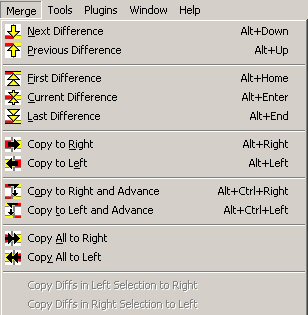 Merge Tools Plugins Window Help
Next Difference Alt+Down
Previous Difference Alt+Up
First Difference Alt+Home
Current Difference Alt+Enter
Last Difference Alt+End
Copy to Right Alt+Right
Copy to Left Alt+Left
Copy to Right and Advance Alt+Ctrl+Right
Copy to Left and Advance Alt+Ctrl+Left
Copy All to Right
Copy All to Left
Copy Diffs in Left Selection to Right
Copy Diffs in Right Selection to Left